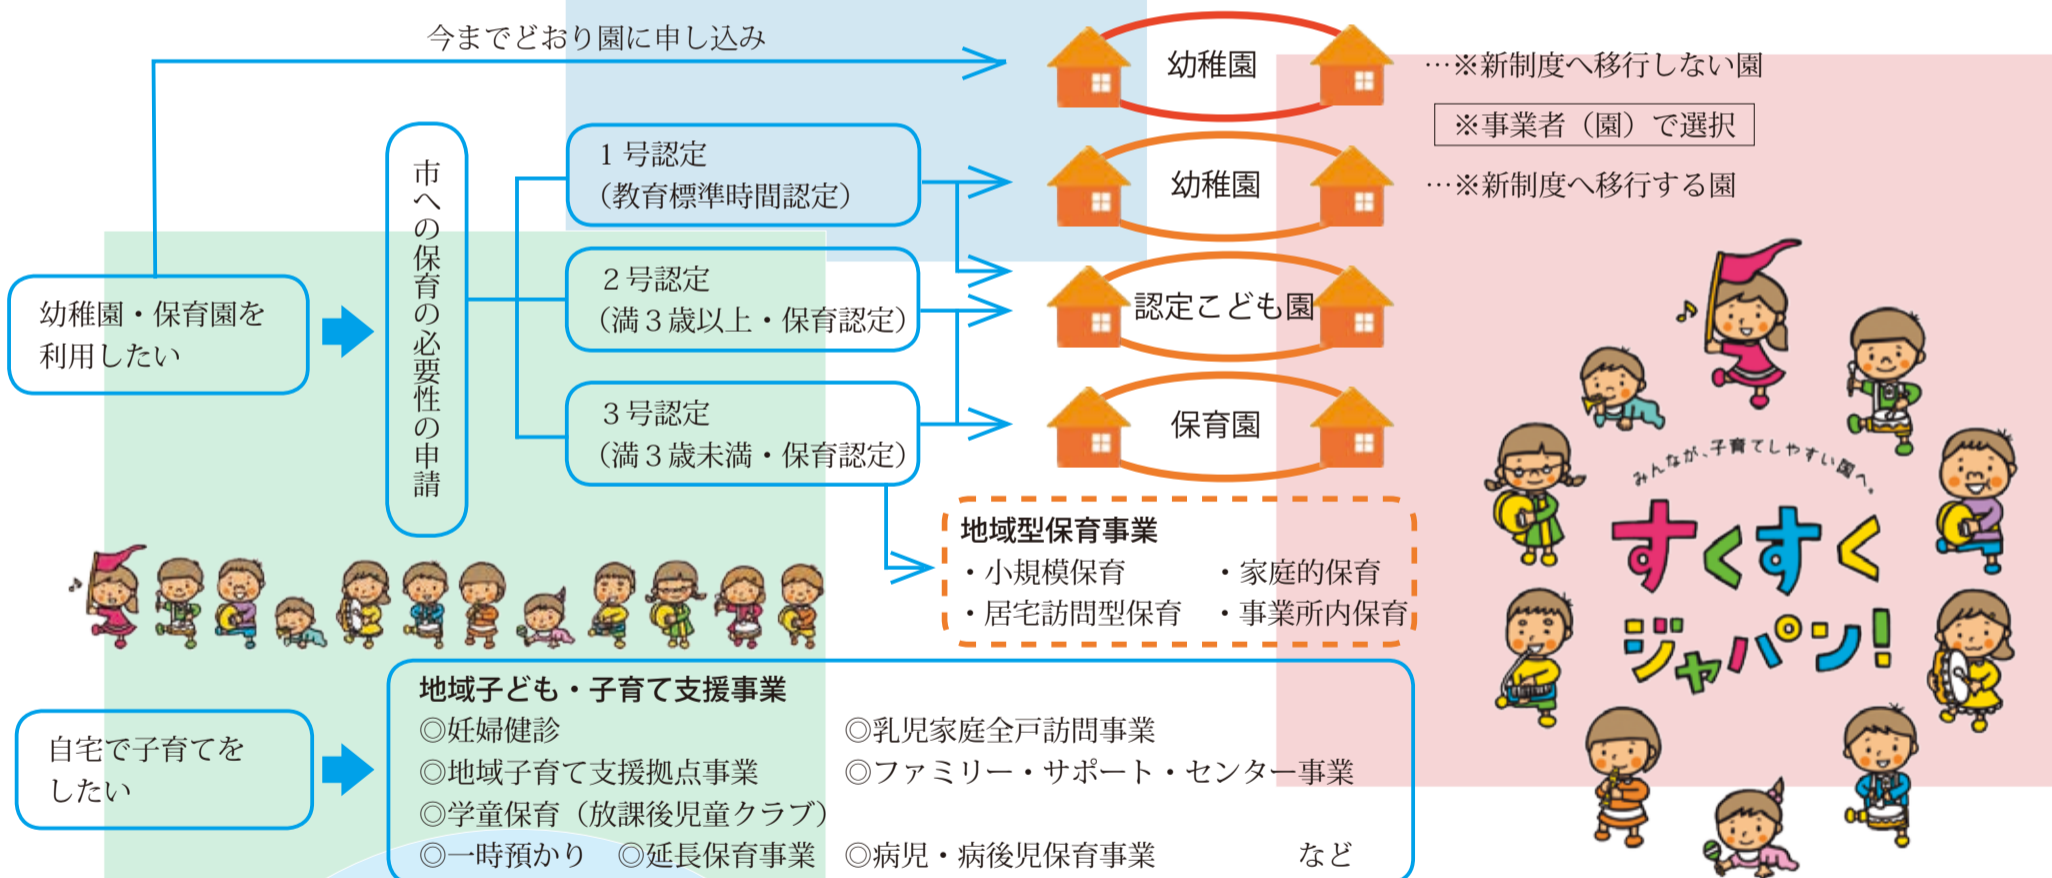 今までどおり園に申し込み
幼稚園
…※新制度へ移行しない園
※事業者（園）で選択
幼稚園・保育園を
利用したい
市への保育の必要性の申請
1号認定
（教育標準時間認定）
幼稚園
…※新制度へ移行する園
2号認定
（満3歳以上・保育認定）
認定こども園
3号認定
（満3歳未満・保育認定）
保育園
地域型保育事業
・小規模保育　・家庭的保育
・居宅訪問型保育　・事業所内保育
みんなが、子育てしやすい国へ。
すくすく
ジャパン!
自宅で子育てを
したい
地域子ども・子育て支援事業
◎妊婦健診　◎乳児家庭全戸訪問事業
◎地域子育て支援拠点事業　◎ファミリー・サポート・センター事業
◎学童保育（放課後児童クラブ）
◎一時預かり　◎延長保育事業　◎病児・病後児保育事業　など